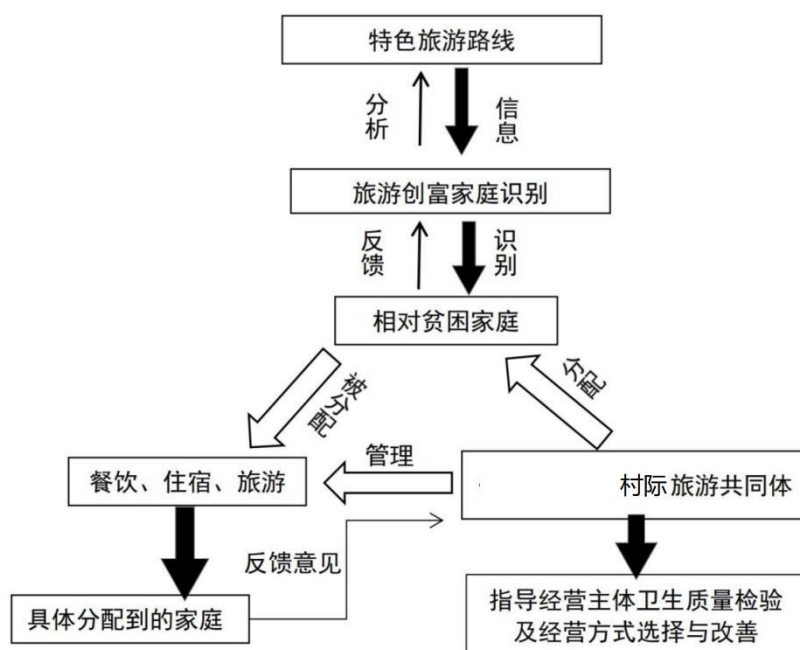 特色旅游路线
分析
信息
旅游创富家庭识别
反馈
识别
相对贫困家庭
被分配
分配
管理
餐饮、住宿、旅游
村际旅游共同体
反馈意见
具体分配到的家庭
指导经营主体卫生质量检验
及经营方式选择与改善